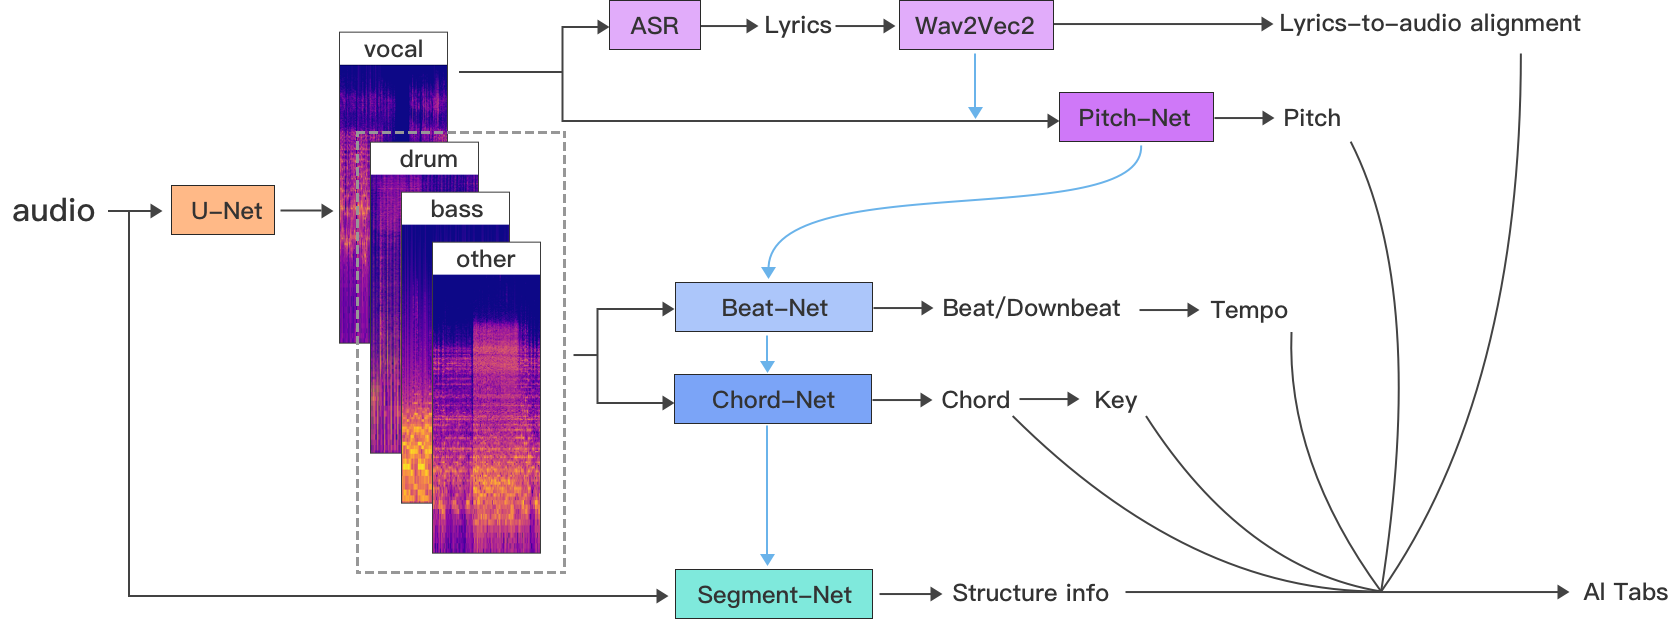 ASR
Lyrics
Wav2Vec2
Lyrics-to-audio alignment
vocal
Pitch-Net
Pitch
drum
audio
U-Net
bass
other
Beat-Net
Beat/Downbeat
Tempo
Chord-Net
Chord
Key
Segment-Net
Structure info
AI Tabs